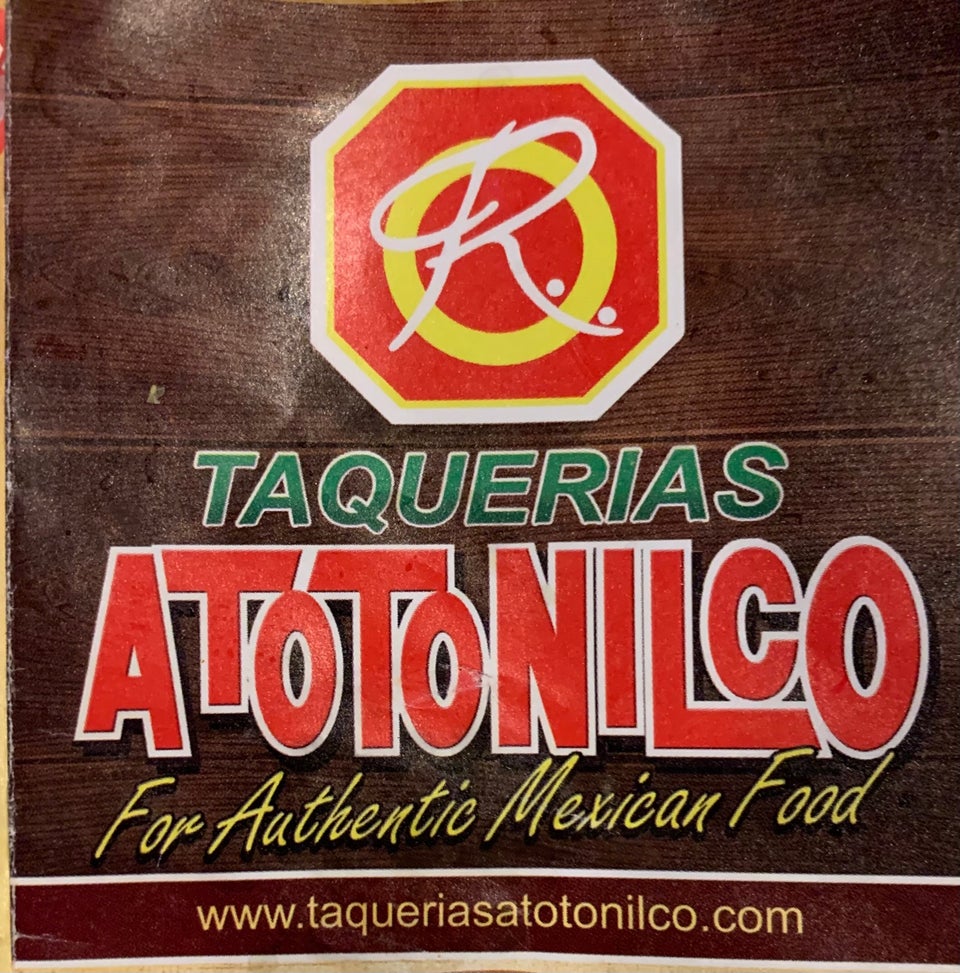 R..
TAQUERIAS
ATOTONILCO
For Authentic Mexican Food
www.taqueriasatotonilco.com